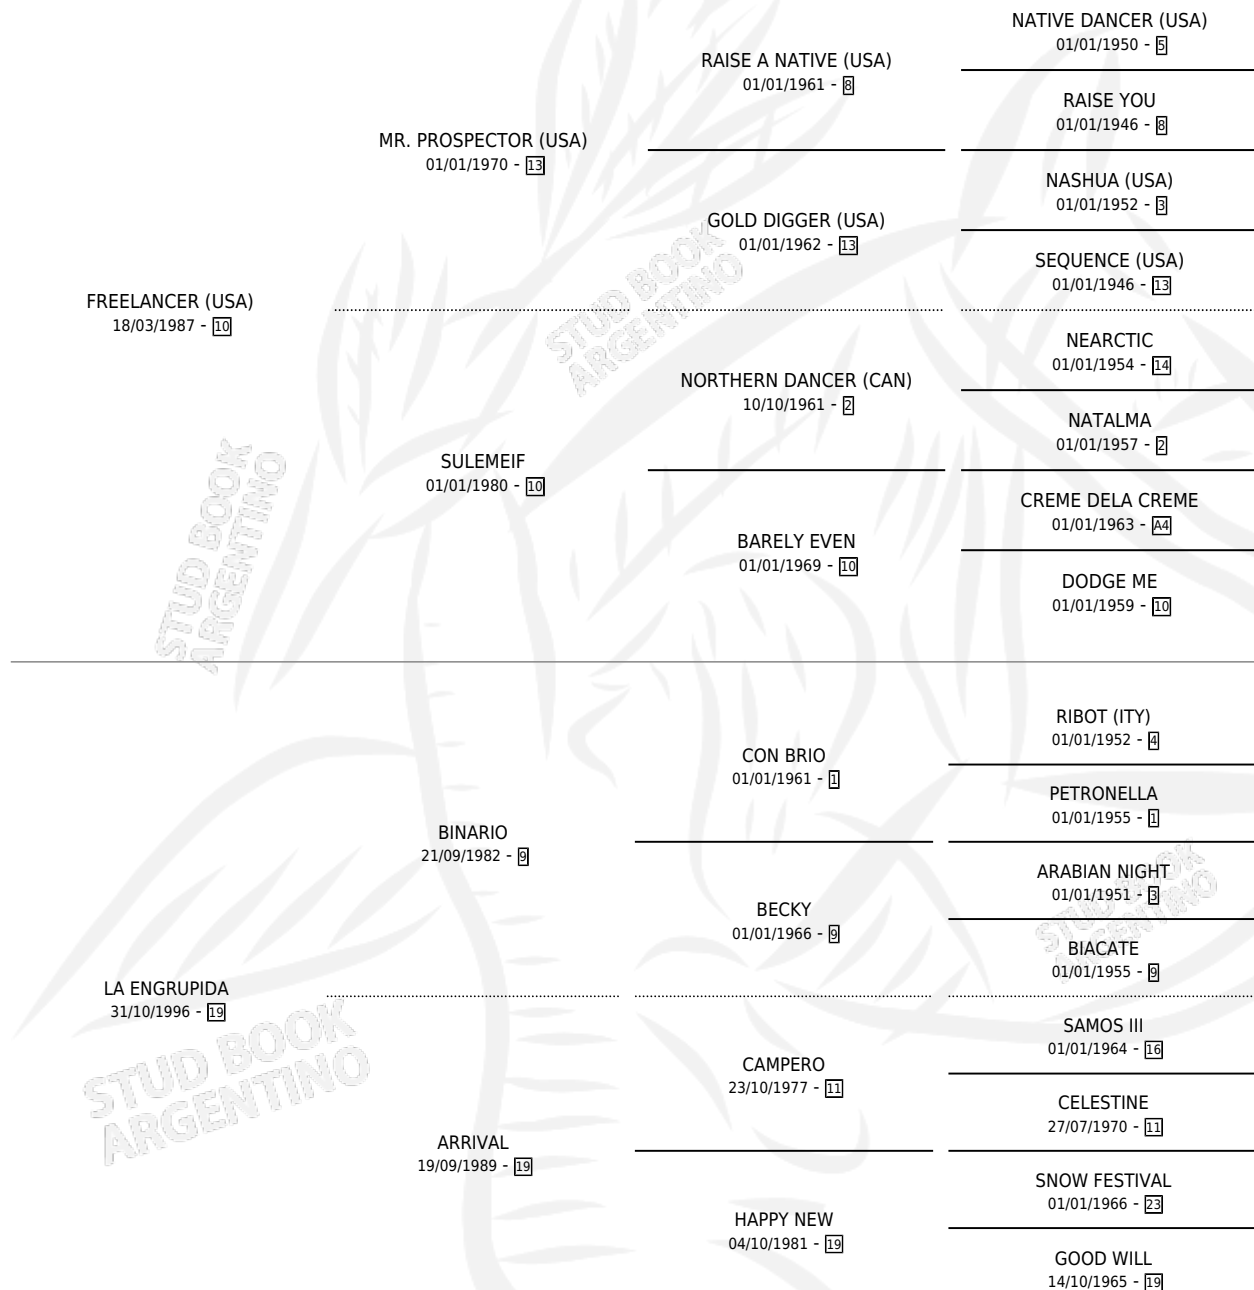 NATIVE DANCER (USA)
01/01/1950 - 5
RAISE A NATIVE (USA)
01/01/1961 - 8
RAISE YOU
01/01/1946 - 8
MR. PROSPECTOR (USA)
01/01/1970 - 13
NASHUA (USA)
01/01/1952 - 3
GOLD DIGGER (USA)
01/01/1962 - 13
SEQUENCE (USA)
01/01/1946 - 13
FREELANCER (USA)
18/03/1987 - 10
STUD BOOK
ARGENTINO
NEARCTIC
01/01/1954 - 14
NORTHERN DANCER (CAN)
10/10/1961 - 2
NATALMA
01/01/1957 - 2
SULEMEIF
01/01/1980 - 10
CREME DELA CREME
01/01/1963 - A4
BARELY EVEN
01/01/1969 - 10
DODGE ME
01/01/1959 - 10
STUD BOOK
ARGENTINO
RIBOT (ITY)
01/01/1952 - 4
CON BRIO
01/01/1961 - 1
PETRONELLA
01/01/1955 - 1
BINARIO
21/09/1982 - 9
ARABIAN NIGHT
01/01/1951 - 3
BECKY
01/01/1966 - 9
STUD BOOK
ARGENTINO
BIACATE
01/01/1955 - 9
LA ENGRUPIDA
31/10/1996 - 19
SAMOS III
01/01/1964 - 16
CAMPERO
23/10/1977 - 11
STUD BOOK
ARGENTINO
CELESTINE
27/07/1970 - 11
ARRIVAL
19/09/1989 - 19
SNOW FESTIVAL
01/01/1966 - 23
HAPPY NEW
04/10/1981 - 19
GOOD WILL
14/10/1965 - 19